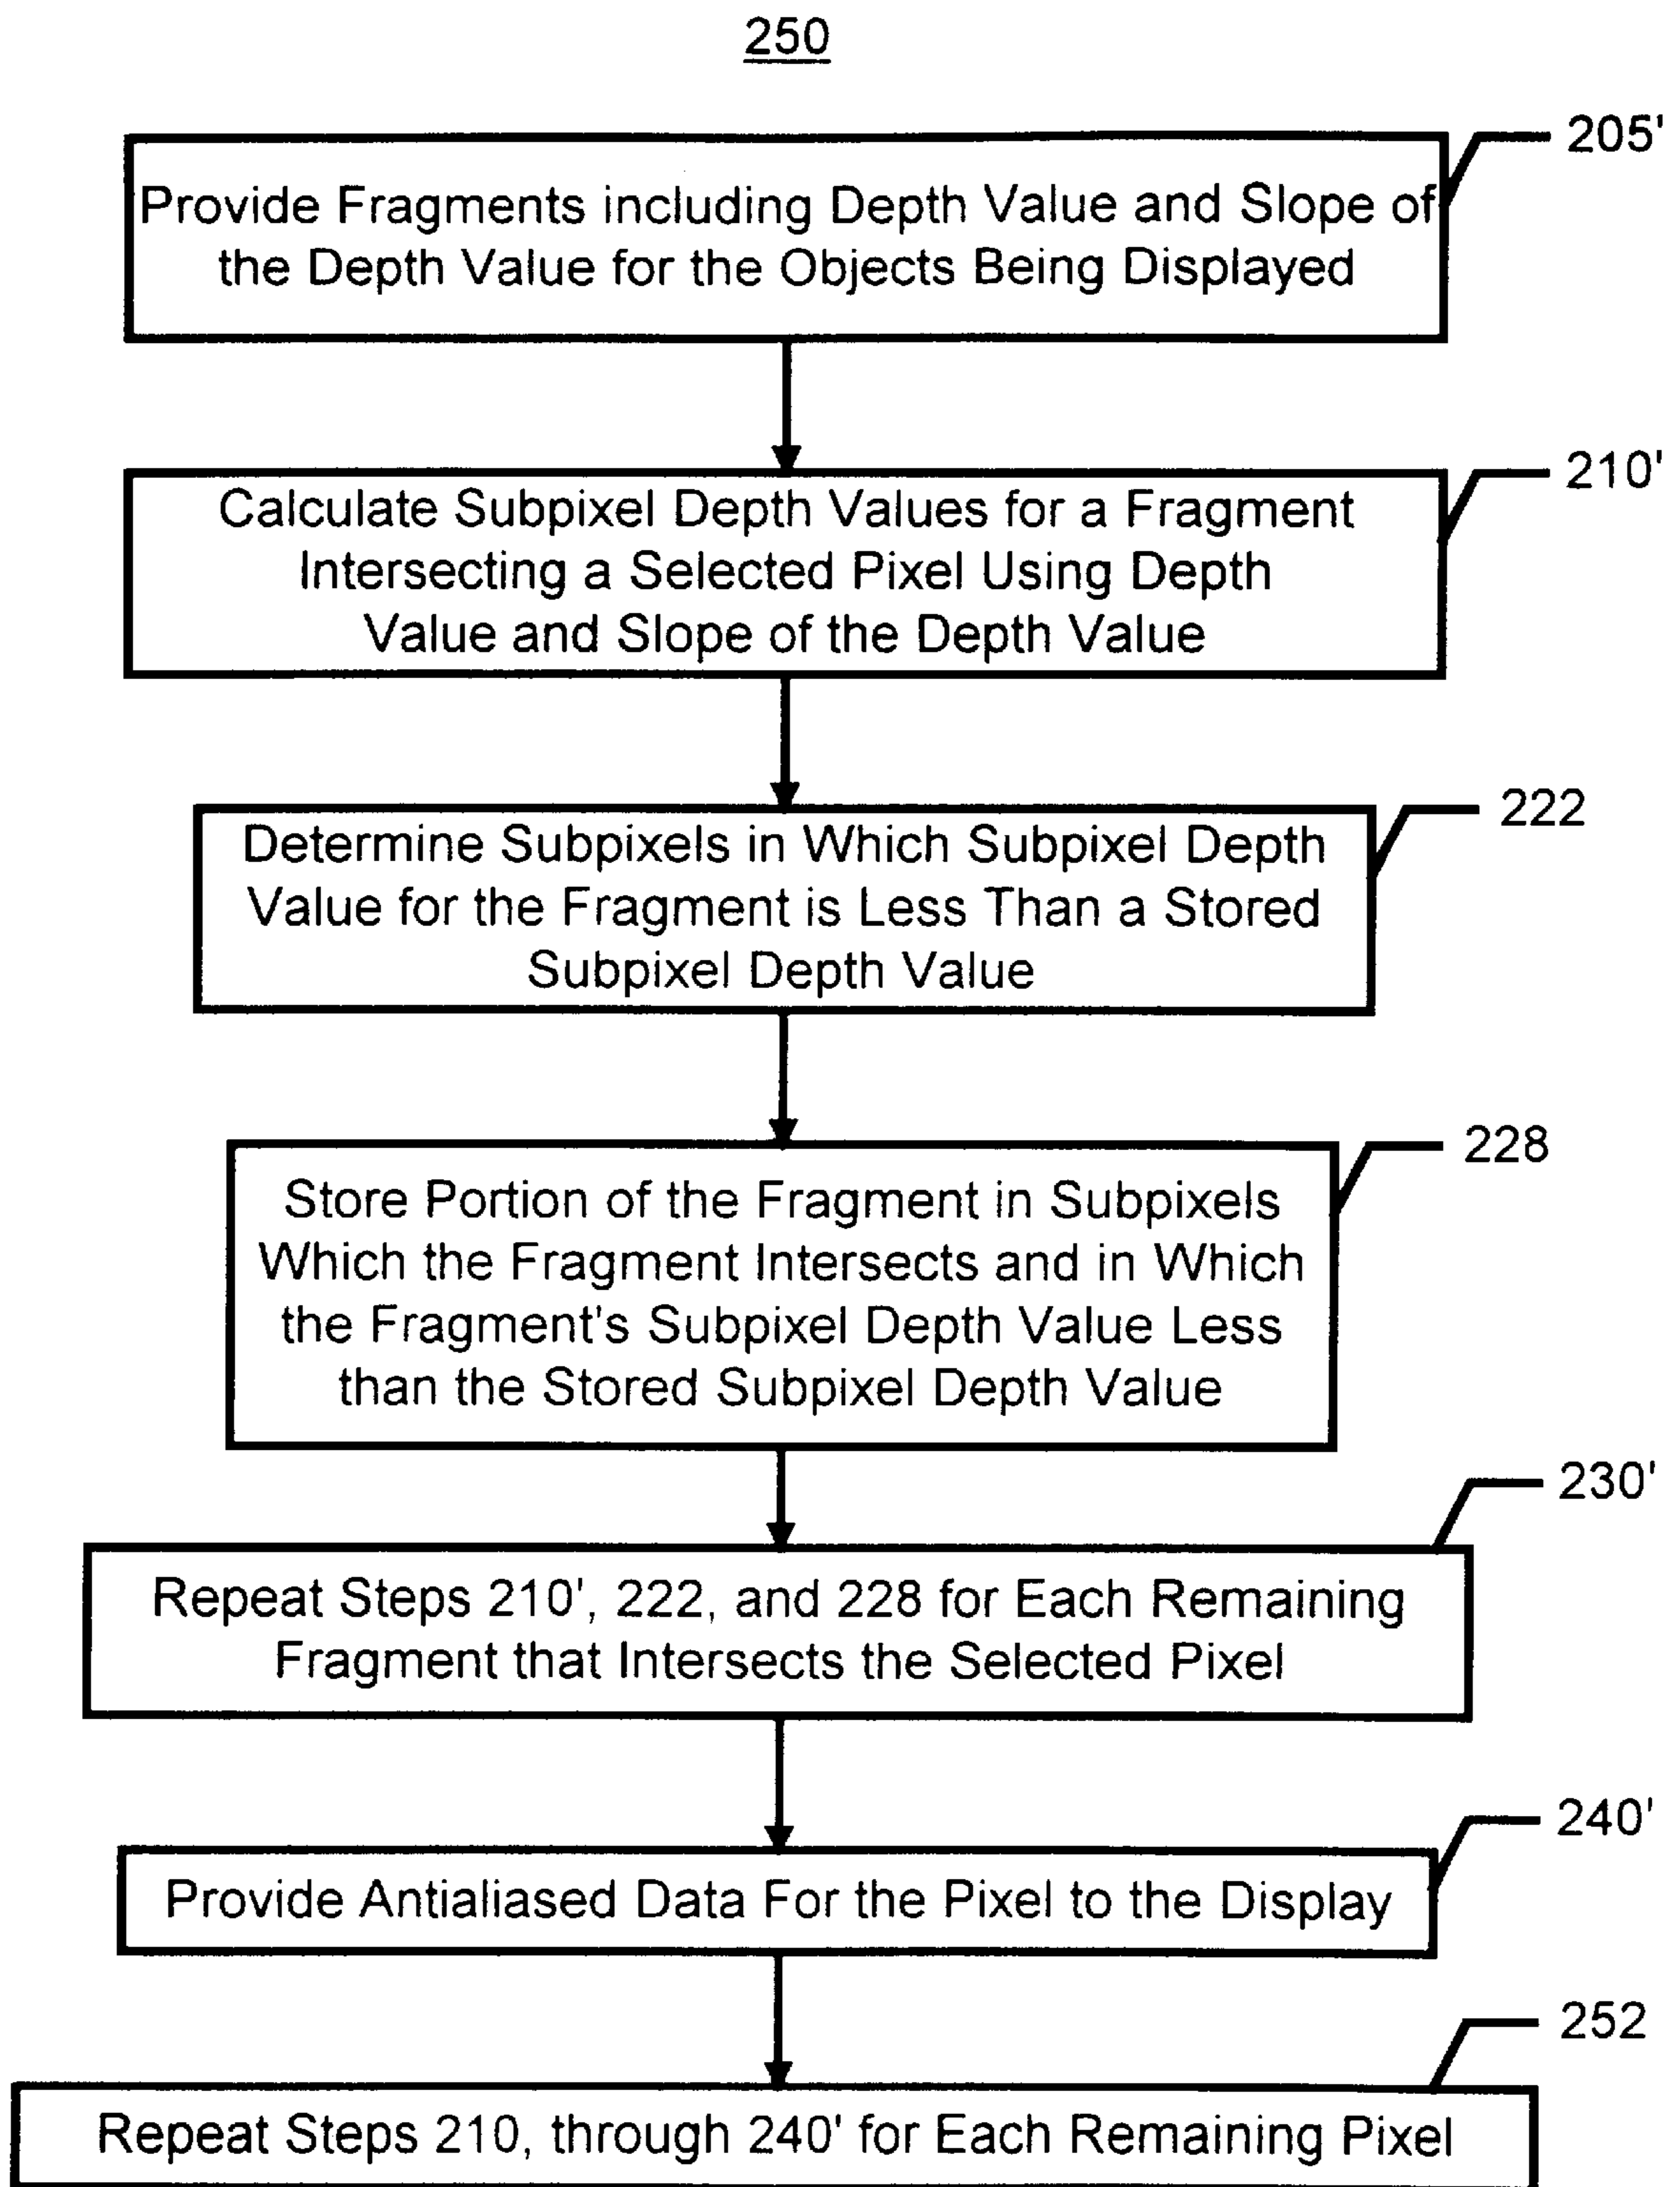 250
205'
Provide Fragments including Depth Value and Slope of
the Depth Value for the Objects Being Displayed
210'
Calculate Subpixel Depth Values for a Fragment
Intersecting a Selected Pixel Using Depth
Value and Slope of the Depth Value
222
Determine Subpixels in Which Subpixel Depth
Value for the Fragment is Less Than a Stored
Subpixel Depth Value
228
Store Portion of the Fragment in Subpixels
Which the Fragment Intersects and in Which
the Fragment's Subpixel Depth Value Less
than the Stored Subpixel Depth Value
230'
Repeat Steps 210', 222, and 228 for Each Remaining
Fragment that Intersects the Selected Pixel
240'
Provide Antialiased Data For the Pixel to the Display
252
Repeat Steps 210, through 240' for Each Remaining Pixel